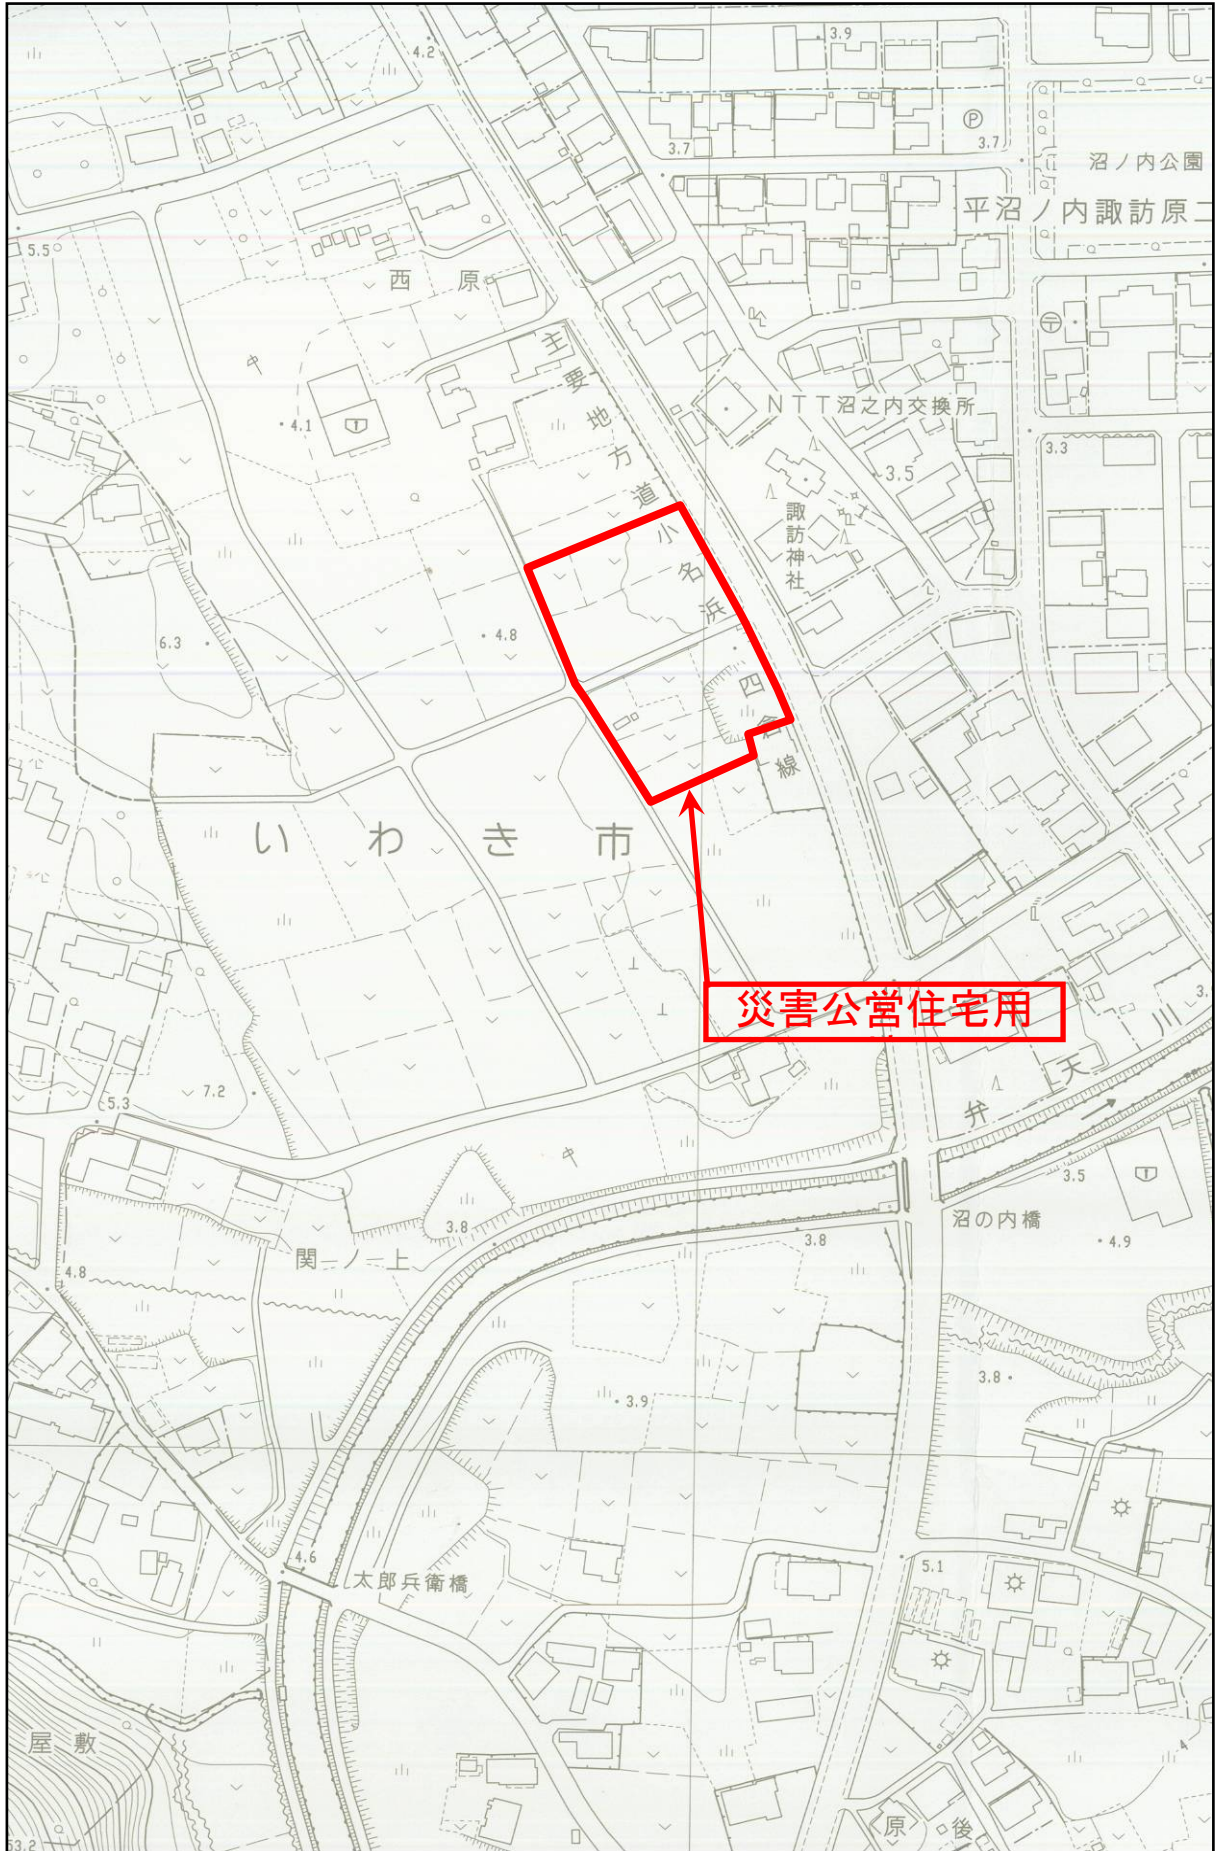 4.2
3.9
3.7
Ⓟ
3.7
沼ノ内公園
平沼ノ内諏訪原二
5.5
西原
主要地方道小名浜四倉線
4.1
NTT沼之内交換所
3.3
3.5
諏訪神社
4.8
6.3
いわき市
災害公営住宅用
3.
弁天川
7.2
5.3
3.5
沼の内橋
3.8
3.8
4.9
関ノ上
4.8
3.8
3.9
4.6
太郎兵衛橋
5.1
屋敷
原後
53.2